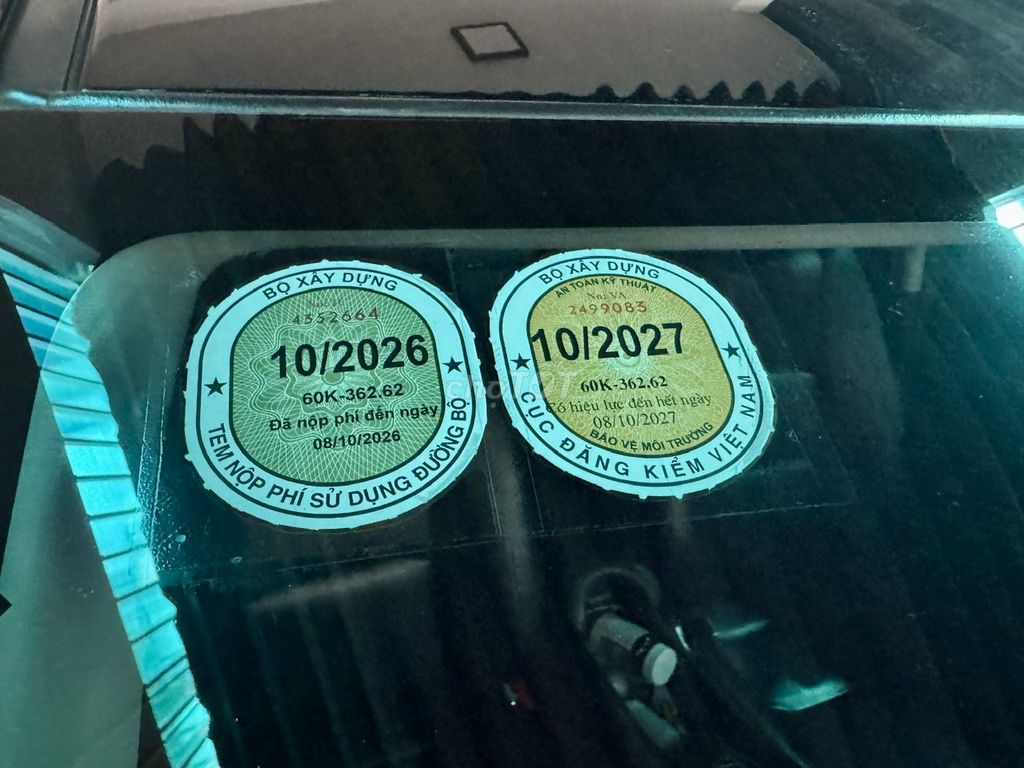 BỘ XÂY DỰNG
4352664
10/2026
60K-362.62
Đã nộp phí đến ngày
08/10/2026
TEM NỘP PHÍ SỬ DỤNG ĐƯỜNG BỘ
BỘ XÂY DỰNG
AN TOÀN KỸ THUẬT
2499083
10/2027
60K-362.62
Có hiệu lực đến hết ngày
08/10/2027
BẢO VỆ MÔI TRƯỜNG
CỤC ĐĂNG KIỂM VIỆT NAM
chợTỐT